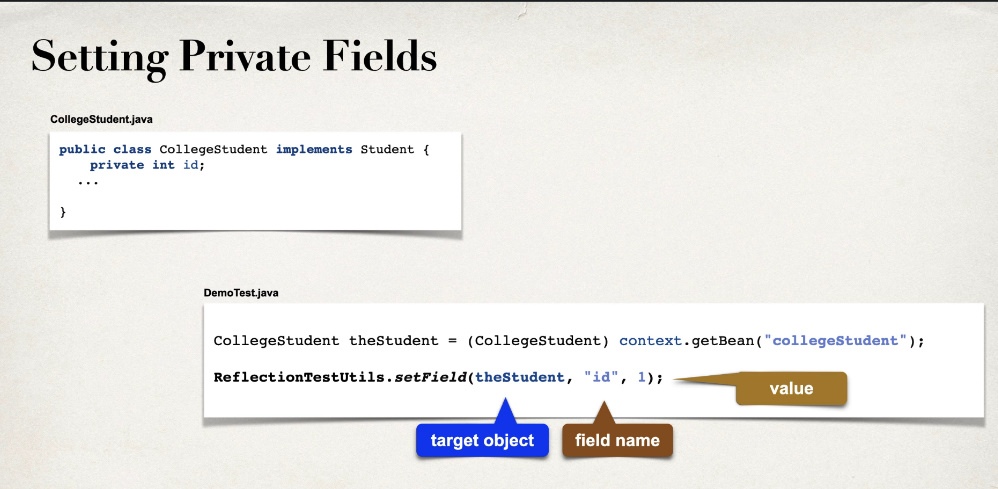 Setting Private Fields
CollegeStudent.java
public class CollegeStudent implements Student {
private int id;
...
}
DemoTest.java
CollegeStudent theStudent = (CollegeStudent) context.getBean("collegeStudent");
ReflectionTestUtils.setField(theStudent, "id", 1);
value
target object
field name